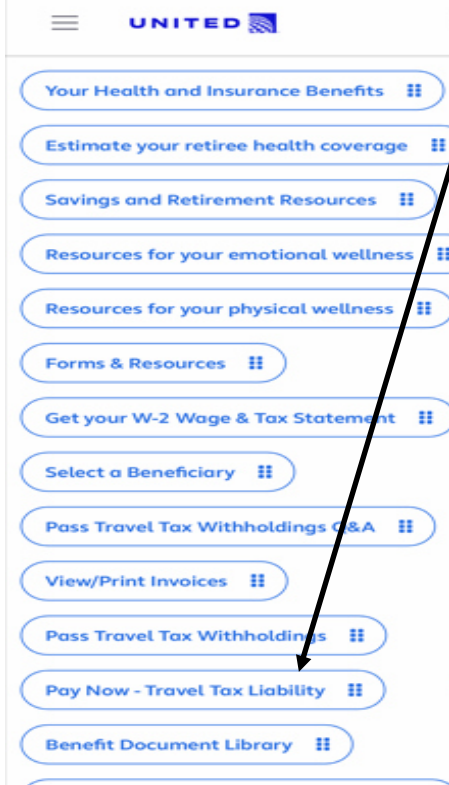 UNITED
Your Health and Insurance Benefits
Estimate your retiree health coverage
Savings and Retirement Resources
Resources for your emotional wellness
Resources for your physical wellness
Forms & Resources
Get your W-2 Wage & Tax Statement
Select a Beneficiary
Pass Travel Tax Withholdings Q&A
View/Print Invoices
Pass Travel Tax Withholdings
Pay Now - Travel Tax Liability
Benefit Document Library